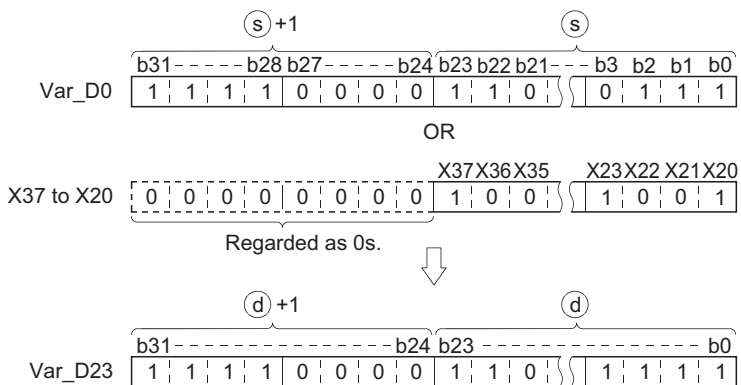 s +1 s
b31 - - - - - b28 b27 - - - - - b24 b23 b22 b21 - - - - b3 b2 b1 b0
Var_D0 1 1 1 1 0 0 0 0 1 1 0 0 1 1 1
OR
X37 X36 X35 X23 X22 X21 X20
X37 to X20 0 0 0 0 0 0 0 0 1 0 0 1 0 0 1
Regarded as 0s.
d +1 d
b31 - - - - - - - - - - - - - b24 b23 - - - - - - - - - - - - - b0
Var_D23 1 1 1 1 0 0 0 0 1 1 0 1 1 1 1